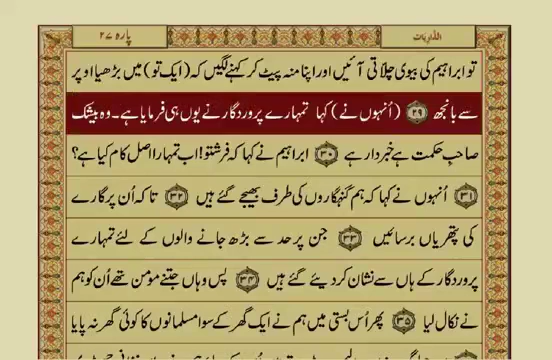 پارہ ۲۷
الذّاریات
تو ابراہیم کی بیوی چلاتی آئیں اور اپنا منہ پیٹ کر کہنے لگیں کہ (ایک تو) میں بڑھیا اوپر
سے بانجھ ﴿۲۹﴾ (اُنہوں نے) کہا تمہارے پروردگار نے یوں ہی فرمایا ہے۔ وہ بیشک
صاحبِ حکمت ہے خبردار ہے ﴿۳۰﴾ ابراہیم نے کہا کہ فرشتو! اب تمہارا اصل کام کیا ہے؟
﴿۳۱﴾ اُنہوں نے کہا کہ ہم گنہگاروں کی طرف بھیجے گئے ہیں ﴿۳۲﴾ تا کہ اُن پر گارے
کی پتھریاں برسائیں ﴿۳۳﴾ جن پر حد سے بڑھ جانے والوں کے لئے تمہارے
پروردگار کے ہاں سے نشان کر دیئے گئے ہیں ﴿۳۴﴾ پس وہاں جتنے مومن تھے اُن کو ہم
نے نکال لیا ﴿۳۵﴾ پھر اُس بستی میں ہم نے ایک گھر کے سوا مسلمانوں کا کوئی گھر نہ پایا